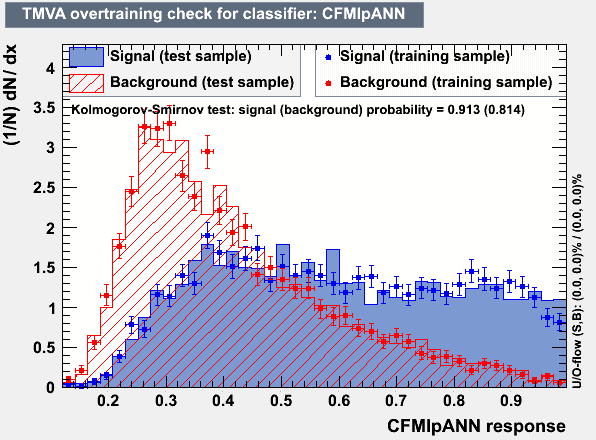 TMVA overtraining check for classifier: CFMlpANN
(1/N) dN / dx
Signal (test sample)
Background (test sample)
Signal (training sample)
Background (training sample)
Kolmogorov-Smirnov test: signal (background) probability = 0.913 (0.814)
4
3.5
3
2.5
2
1.5
1
0.5
0
0.2 0.3 0.4 0.5 0.6 0.7 0.8 0.9
CFMlpANN response
U/O-flow (S,B): (0.0, 0.0)% / (0.0, 0.0)%